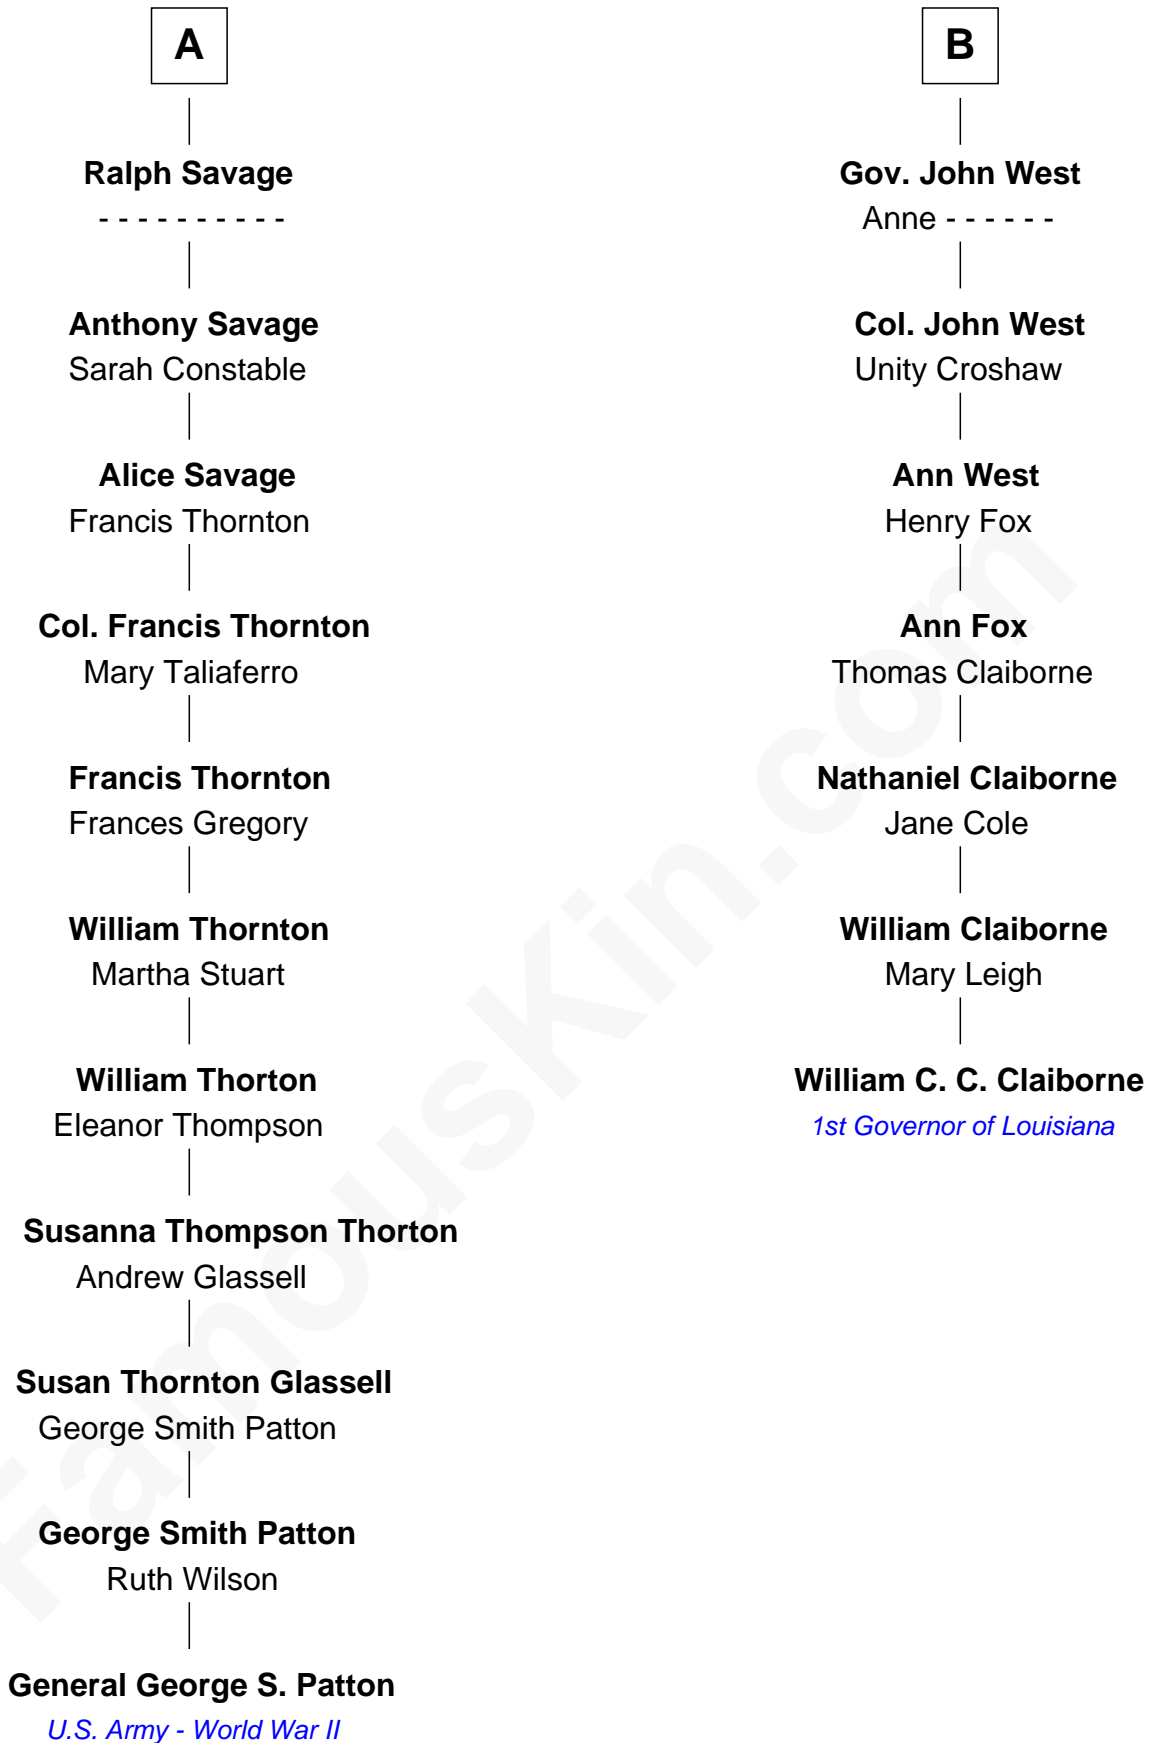 A
Ralph Savage
- - - - - - - - - -
Anthony Savage
Sarah Constable
Alice Savage
Francis Thornton
Col. Francis Thornton
Mary Taliaferro
Francis Thornton
Frances Gregory
William Thornton
Martha Stuart
William Thorton
Eleanor Thompson
Susanna Thompson Thorton
Andrew Glassell
Susan Thornton Glassell
George Smith Patton
George Smith Patton
Ruth Wilson
General George S. Patton
U.S. Army - World War II
B
Gov. John West
Anne - - - - - -
Col. John West
Unity Croshaw
Ann West
Henry Fox
Ann Fox
Thomas Claiborne
Nathaniel Claiborne
Jane Cole
William Claiborne
Mary Leigh
William C. C. Claiborne
1st Governor of Louisiana
FamousKin.com